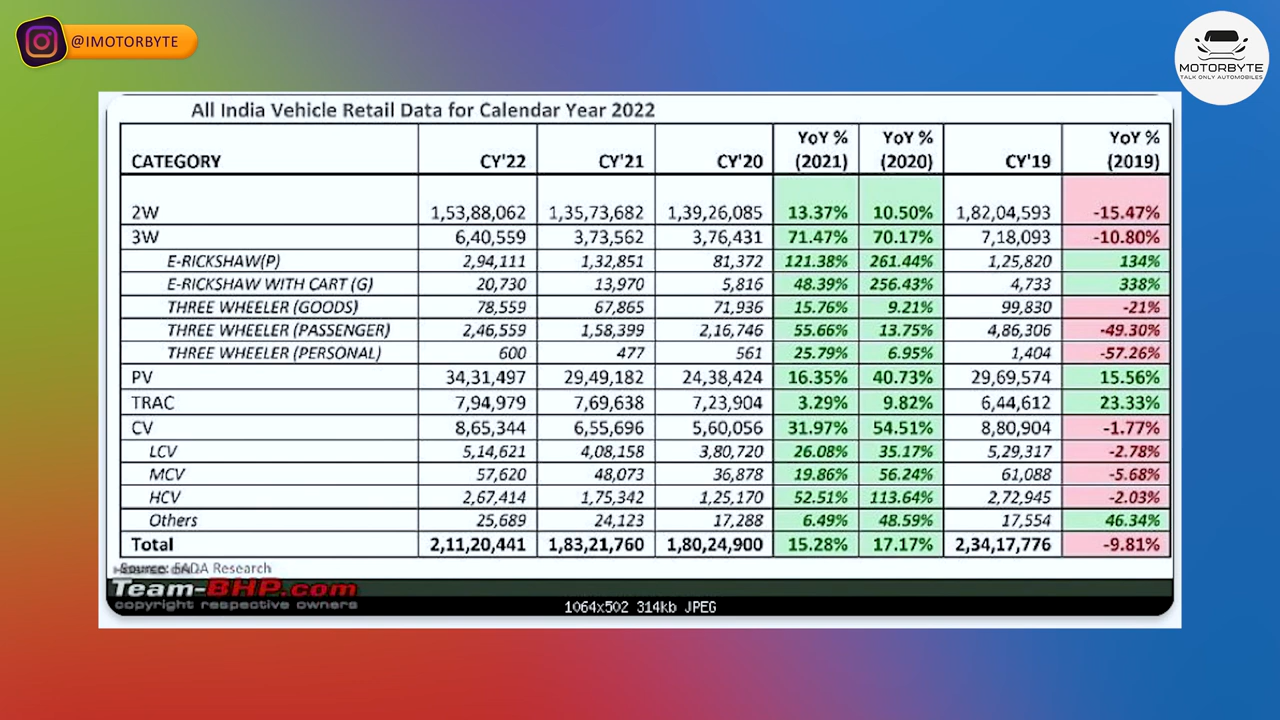 @IMOTORBYTE
MOTORBYTE
TALK ONLY AUTOMOBILES
All India Vehicle Retail Data for Calendar Year 2022
CATEGORY CY'22 CY'21 CY'20 YoY % (2021) YoY % (2020) CY'19 YoY % (2019)
2W 1,53,88,062 1,35,73,682 1,39,26,085 13.37% 10.50% 1,82,04,593 -15.47%
3W 6,40,559 3,73,562 3,76,431 71.47% 70.17% 7,18,093 -10.80%
E-RICKSHAW(P) 2,94,111 1,32,851 81,372 121.38% 261.44% 1,25,820 134%
E-RICKSHAW WITH CART (G) 20,730 13,970 5,816 48.39% 256.43% 4,733 338%
THREE WHEELER (GOODS) 78,559 67,865 71,936 15.76% 9.21% 99,830 -21%
THREE WHEELER (PASSENGER) 2,46,559 1,58,399 2,16,746 55.66% 13.75% 4,86,306 -49.30%
THREE WHEELER (PERSONAL) 600 477 561 25.79% 6.95% 1,404 -57.26%
PV 34,31,497 29,49,182 24,38,424 16.35% 40.73% 29,69,574 15.56%
TRAC 7,94,979 7,69,638 7,23,904 3.29% 9.82% 6,44,612 23.33%
CV 8,65,344 6,55,696 5,60,056 31.97% 54.51% 8,80,904 -1.77%
LCV 5,14,621 4,08,158 3,80,720 26.08% 35.17% 5,29,317 -2.78%
MCV 57,620 48,073 36,878 19.86% 56.24% 61,088 -5.68%
HCV 2,67,414 1,75,342 1,25,170 52.51% 113.64% 2,72,945 -2.03%
Others 25,689 24,123 17,288 6.49% 48.59% 17,554 46.34%
Total 2,11,20,441 1,83,21,760 1,80,24,900 15.28% 17.17% 2,34,17,776 -9.81%
Source: FADA Research
HOSTED ON:
Team-BHP.com
copyright respective owners
1064x502 314kb JPEG